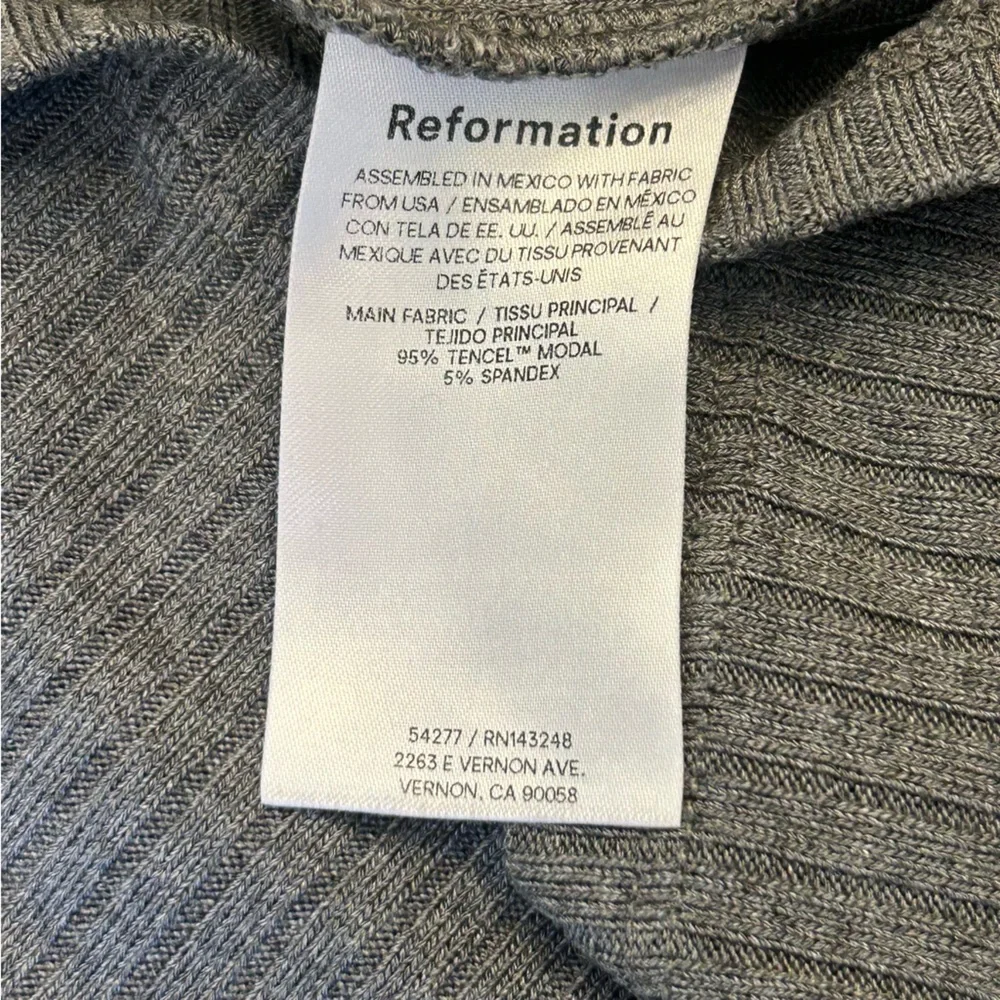 Reformation
ASSEMBLED IN MEXICO WITH FABRIC
FROM USA / ENSAMBLADO EN MÉXICO
CON TELA DE EE. UU. / ASSEMBLÉ AU
MEXIQUE AVEC DU TISSU PROVENANT
DES ÉTATS-UNIS
MAIN FABRIC / TISSU PRINCIPAL /
TEJIDO PRINCIPAL
95% TENCEL™ MODAL
5% SPANDEX
54277 / RN143248
2263 E VERNON AVE.
VERNON, CA 90058